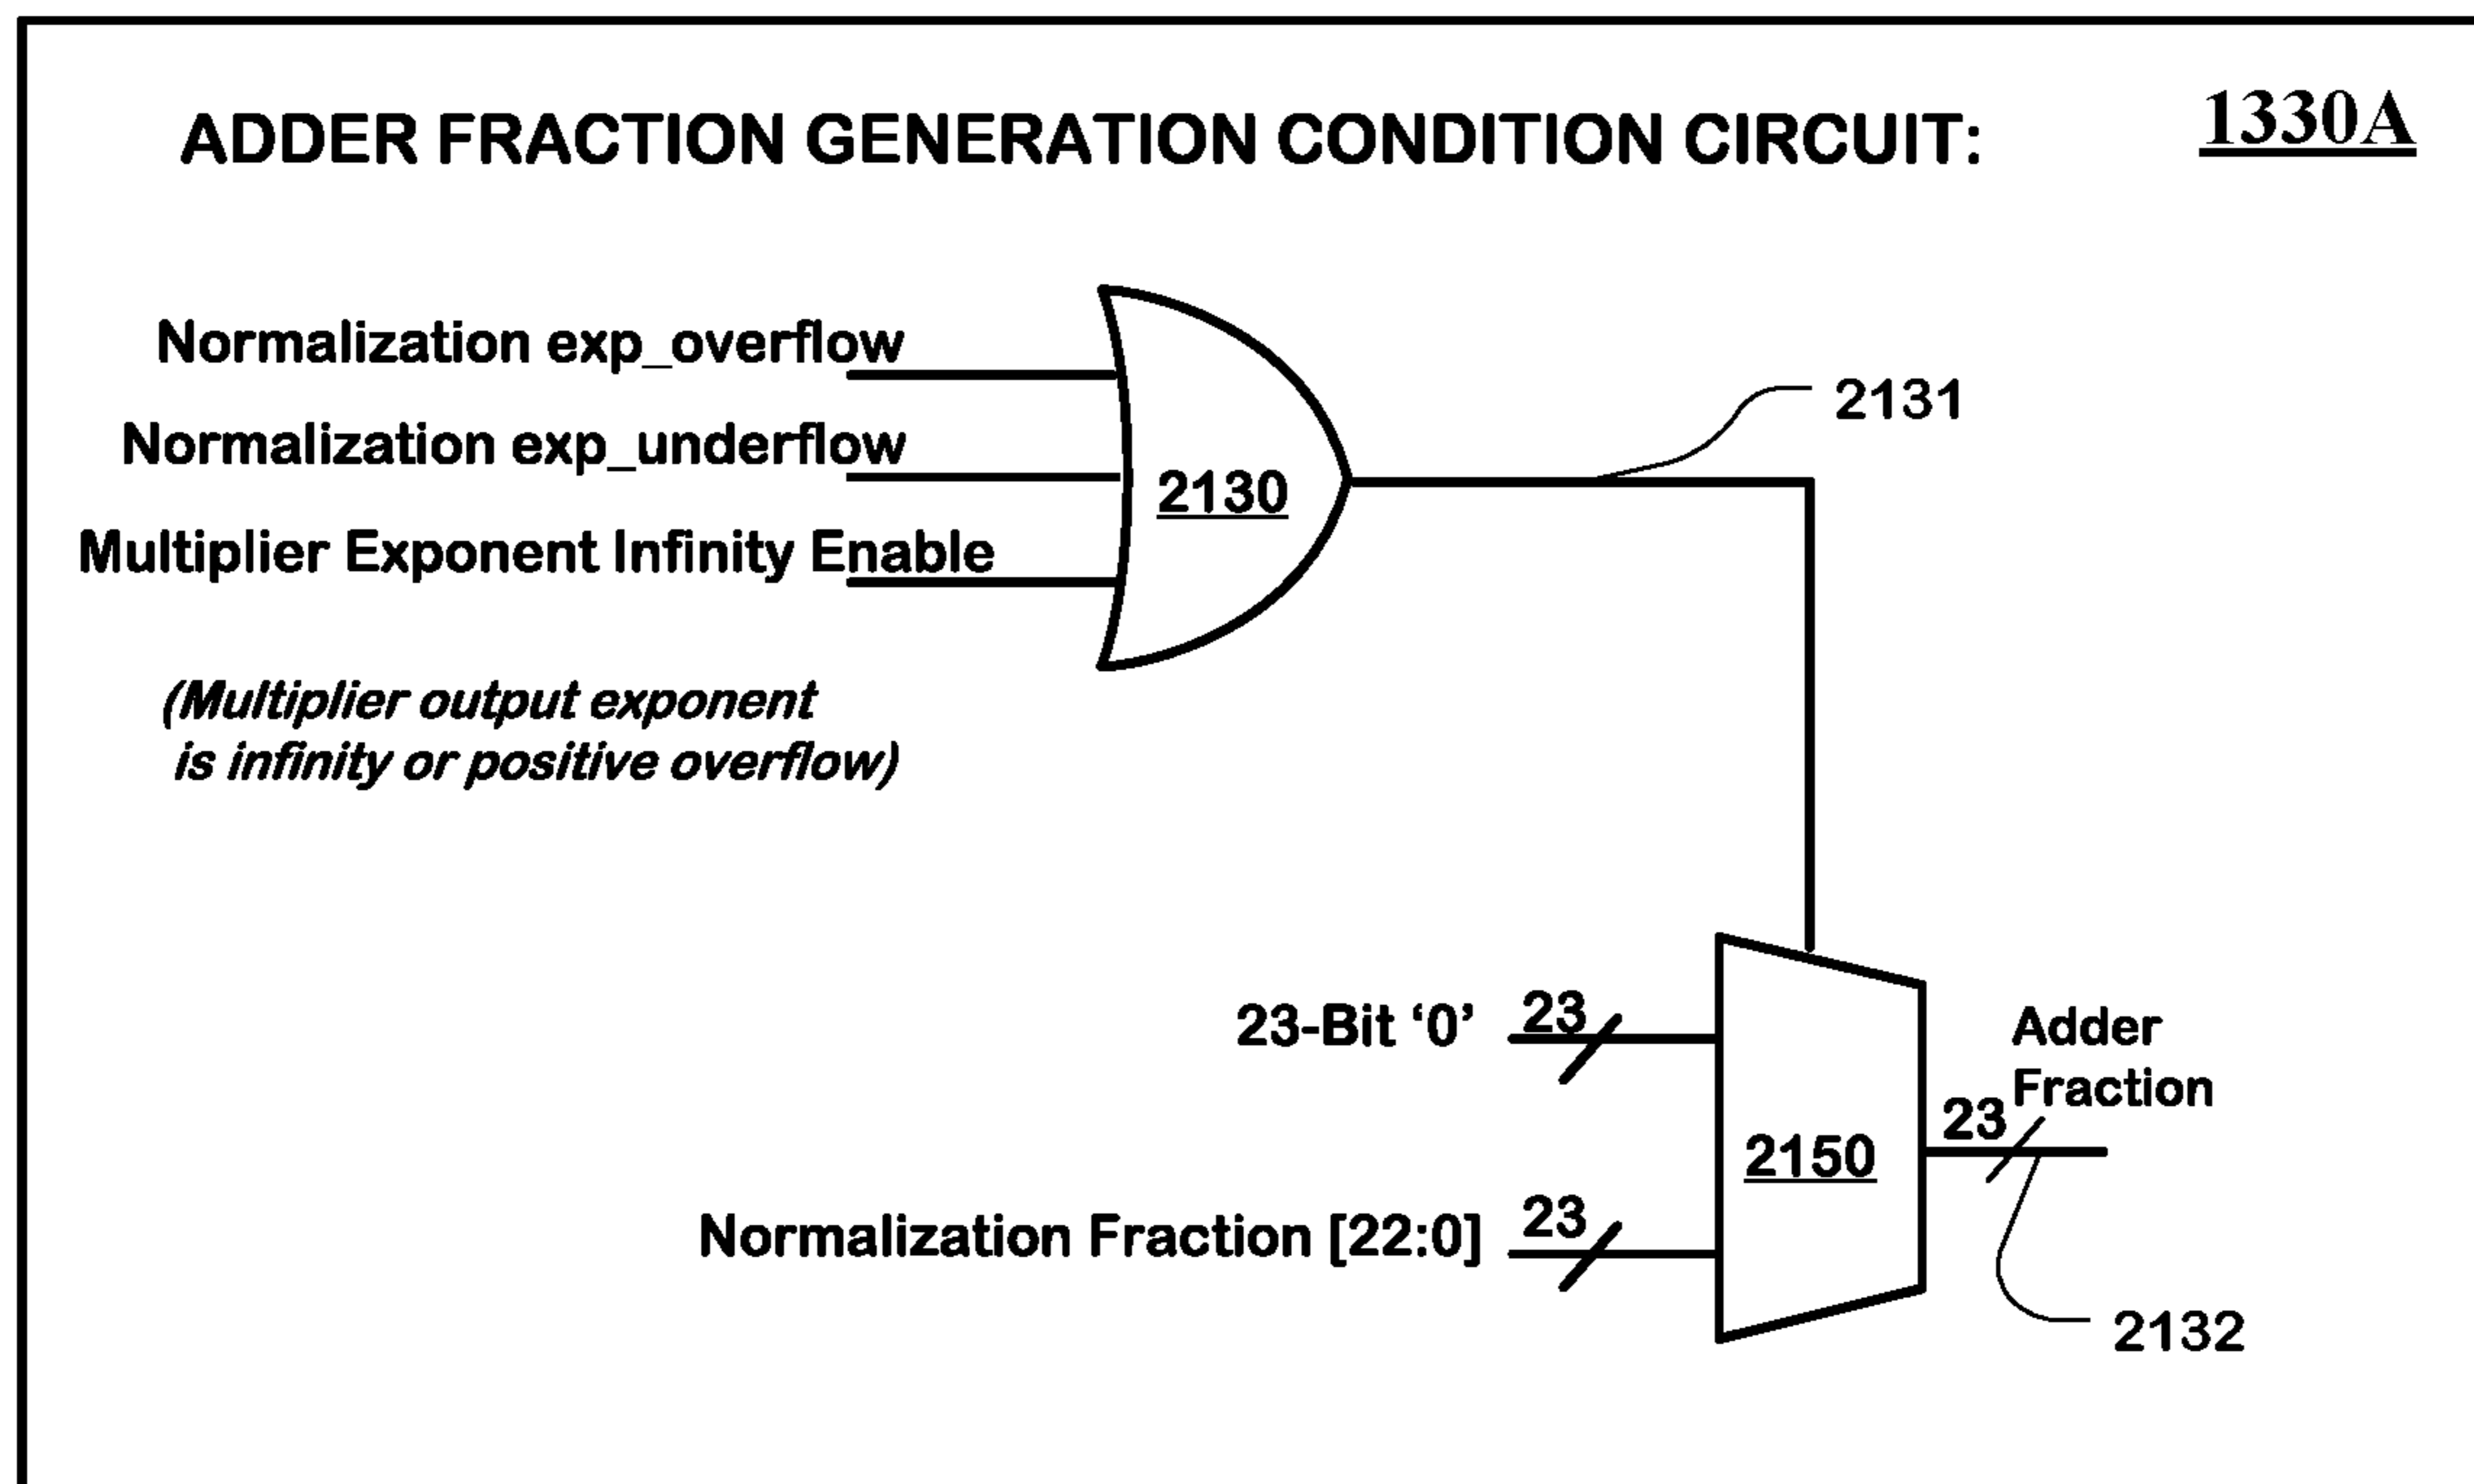 ADDER FRACTION GENERATION CONDITION CIRCUIT: 1330A
Normalization exp_overflow
2131
Normalization exp_underflow
2130
Multiplier Exponent Infinity Enable
(Multiplier output exponent
is infinity or positive overflow)
23-Bit ‘0’ 23
Adder
Fraction
23
2150
Normalization Fraction [22:0] 23
2132